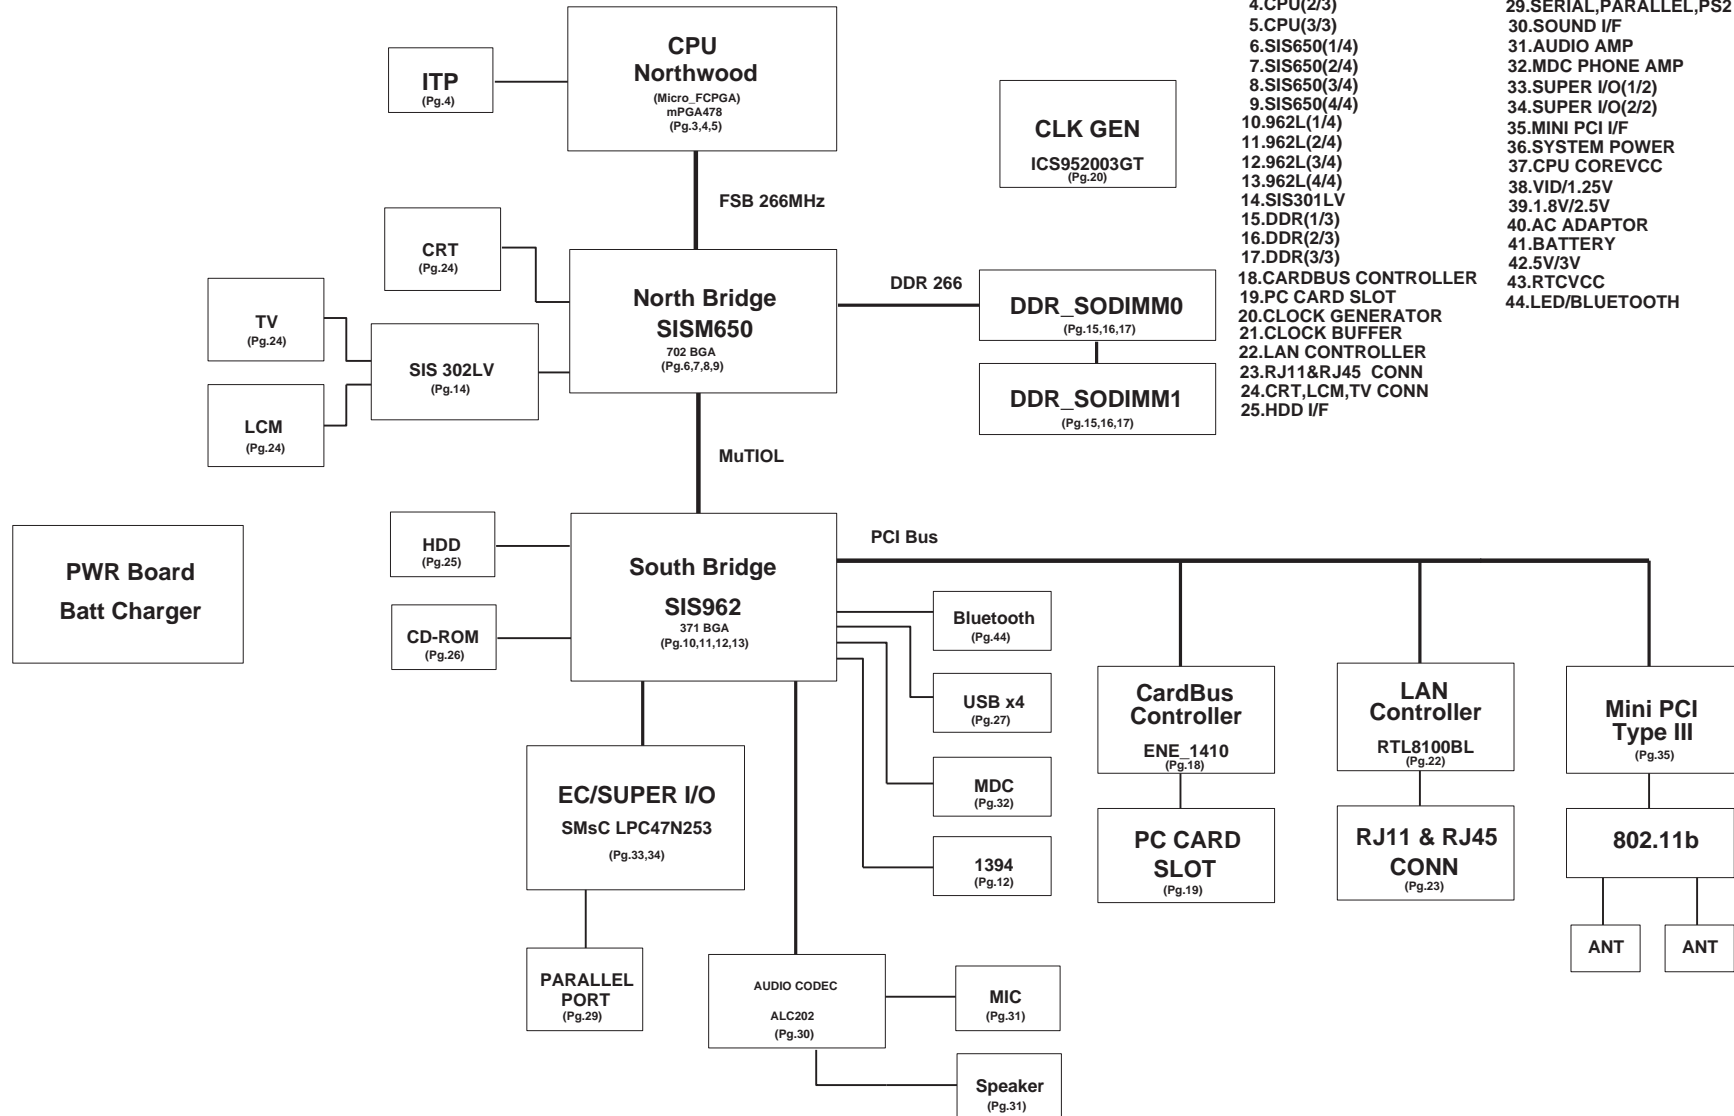 CPU
Northwood
(Micro_FCPGA)
mPGA478
(Pg.3,4,5)
ITP
(Pg.4)
CLK GEN
ICS952003GT
(Pg.20)
FSB 266MHz
CRT
(Pg.24)
North Bridge
SISM650
702 BGA
(Pg.6,7,8,9)
DDR 266
DDR_SODIMM0
(Pg.15,16,17)
DDR_SODIMM1
(Pg.15,16,17)
TV
(Pg.24)
SIS 302LV
(Pg.14)
LCM
(Pg.24)
MuTIOL
4.CPU(2/3)
5.CPU(3/3)
6.SIS650(1/4)
7.SIS650(2/4)
8.SIS650(3/4)
9.SIS650(4/4)
10.962L(1/4)
11.962L(2/4)
12.962L(3/4)
13.962L(4/4)
14.SIS301LV
15.DDR(1/3)
16.DDR(2/3)
17.DDR(3/3)
18.CARDBUS CONTROLLER
19.PC CARD SLOT
20.CLOCK GENERATOR
21.CLOCK BUFFER
22.LAN CONTROLLER
23.RJ11&RJ45 CONN
24.CRT,LCM,TV CONN
25.HDD I/F
29.SERIAL,PARALLEL,PS2
30.SOUND I/F
31.AUDIO AMP
32.MDC PHONE AMP
33.SUPER I/O(1/2)
34.SUPER I/O(2/2)
35.MINI PCI I/F
36.SYSTEM POWER
37.CPU COREVCC
38.VID/1.25V
39.1.8V/2.5V
40.AC ADAPTOR
41.BATTERY
42.5V/3V
43.RTCVCC
44.LED/BLUETOOTH
PWR Board
Batt Charger
HDD
(Pg.25)
CD-ROM
(Pg.26)
South Bridge
SIS962
371 BGA
(Pg.10,11,12,13)
PCI Bus
Bluetooth
(Pg.44)
USB x4
(Pg.27)
MDC
(Pg.32)
1394
(Pg.12)
CardBus
Controller
ENE_1410
(Pg.18)
PC CARD
SLOT
(Pg.19)
LAN
Controller
RTL8100BL
(Pg.22)
RJ11 & RJ45
CONN
(Pg.23)
Mini PCI
Type III
(Pg.35)
802.11b
ANT
ANT
EC/SUPER I/O
SMsC LPC47N253
(Pg.33,34)
PARALLEL
PORT
(Pg.29)
AUDIO CODEC
ALC202
(Pg.30)
MIC
(Pg.31)
Speaker
(Pg.31)